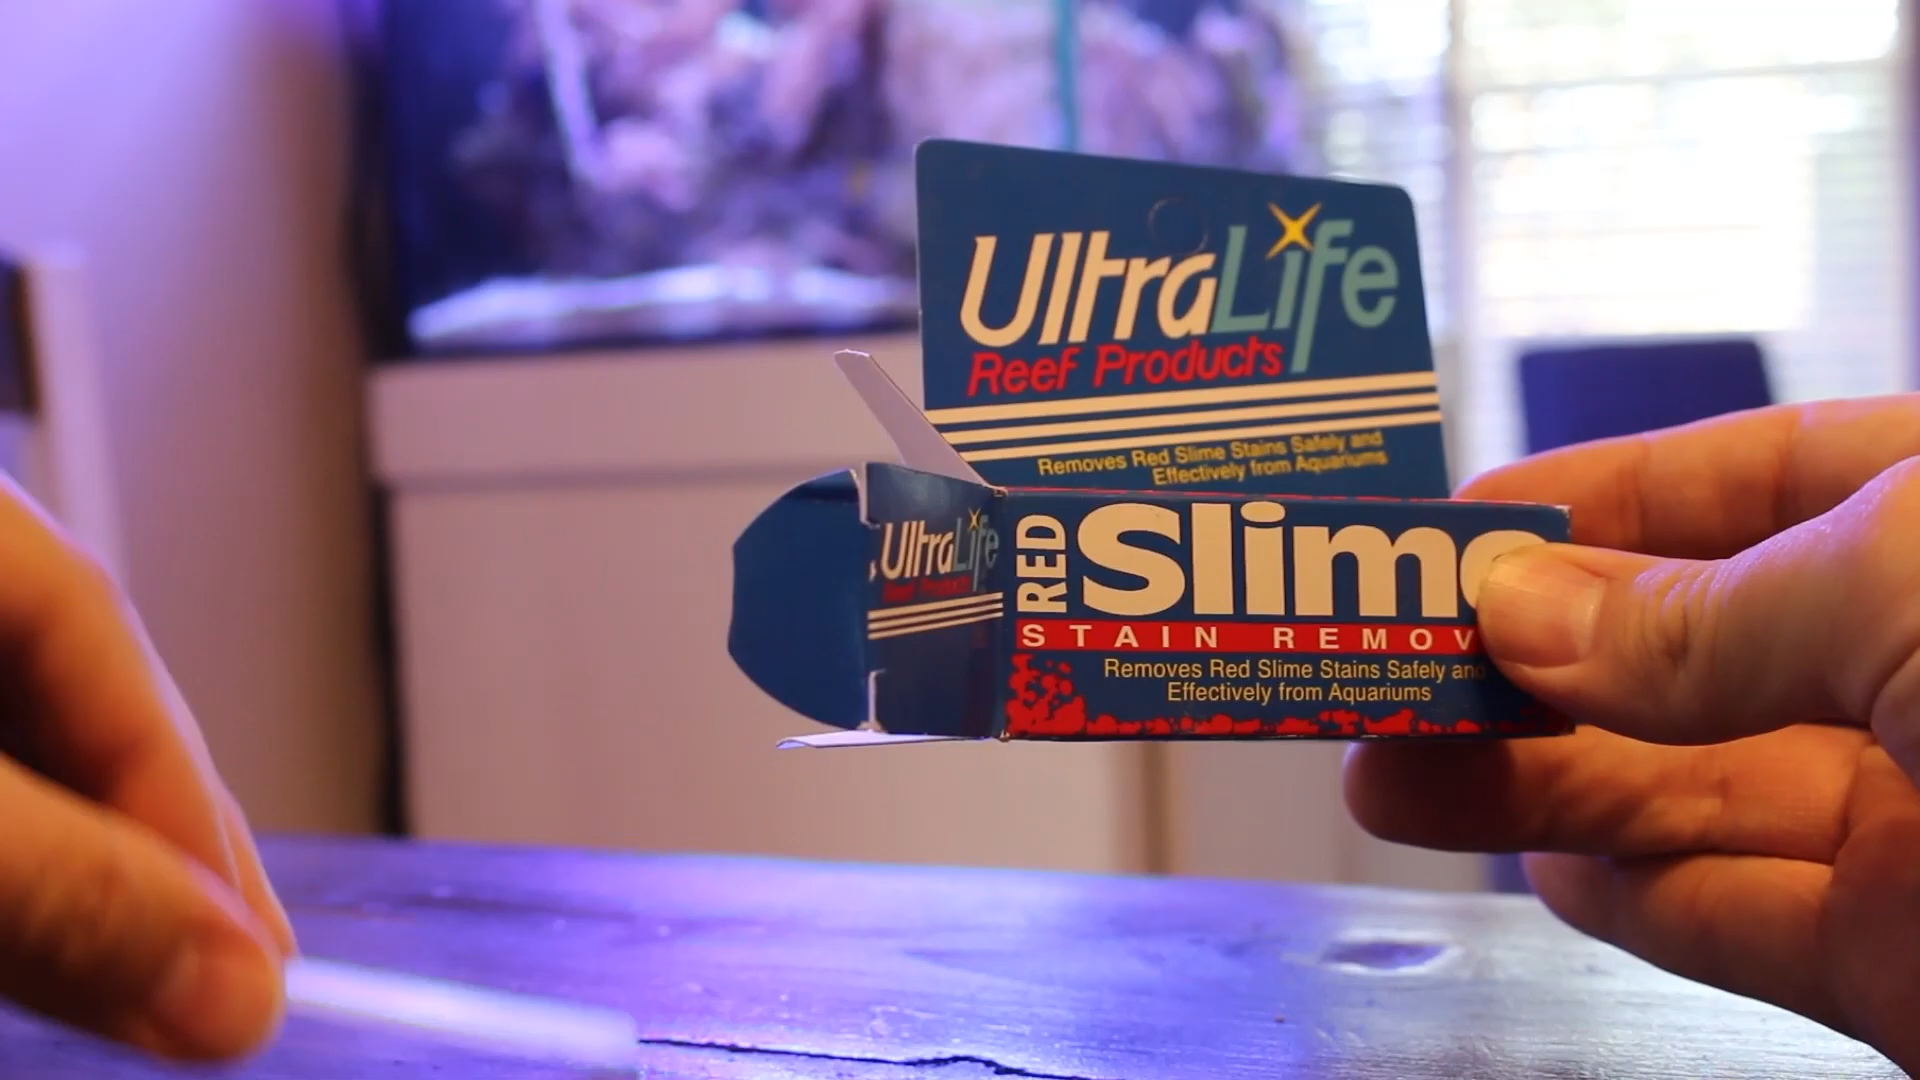 UltraLife
Reef Products
Removes Red Slime Stains Safely and
Effectively from Aquariums
UltraLife
Reef Products
RED Slime
STAIN REMOV
Removes Red Slime Stains Safely and
Effectively from Aquariums